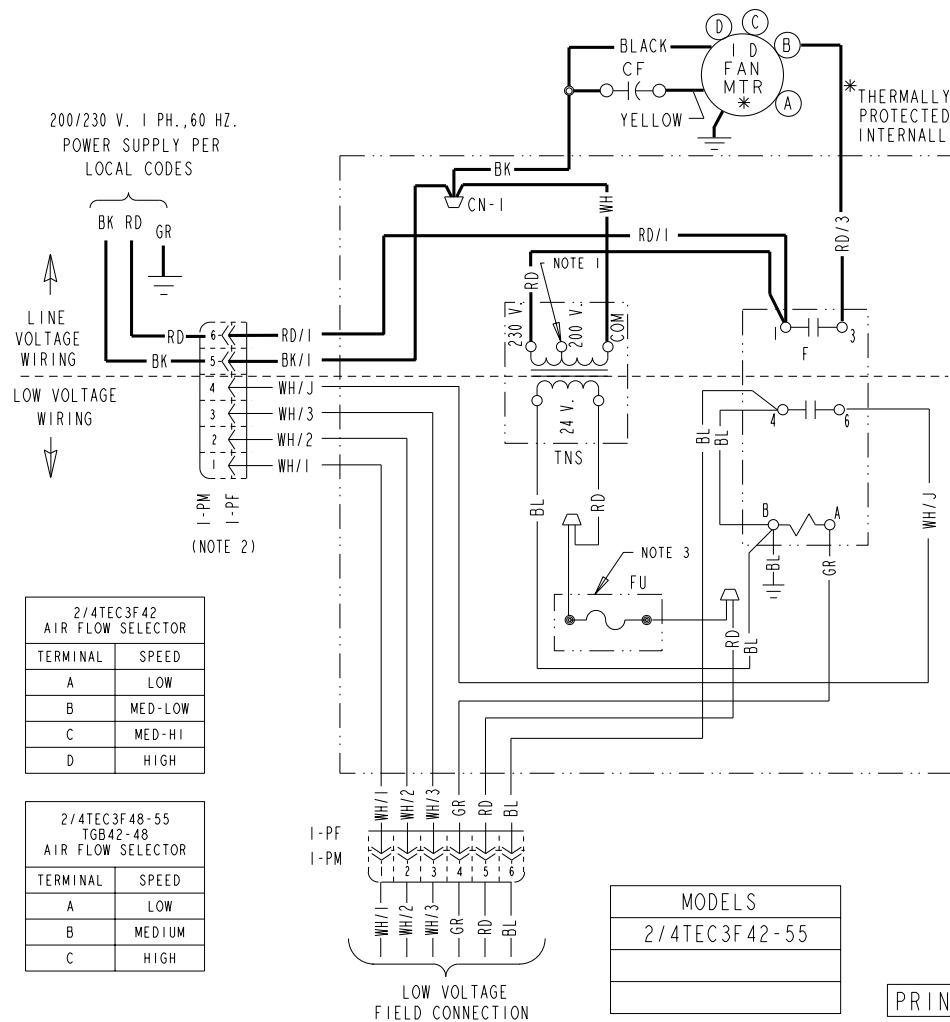 BLACK
I D
FAN
MTR
*
D
C
B
A
CF
YELLOW
* THERMALLY
PROTECTED
INTERNALL
200/230 V. 1 PH.,60 HZ.
POWER SUPPLY PER
LOCAL CODES
BK RD GR
BK
CN-1
WH
RD/1
RD/3
RD
NOTE 1
230 V.
200 V.
COM
1
F
3
LINE
VOLTAGE
WIRING
RD
6
RD/1
BK
5
BK/1
LOW VOLTAGE
WIRING
4
WH/J
3
WH/3
2
WH/2
1
WH/1
1-PM
1-PF
(NOTE 2)
24 V.
TNS
BL
RD
BL
BL
4
6
WH/J
B
A
BL
GR
NOTE 3
FU
RD
BL
2/4TEC3F42
AIR FLOW SELECTOR
TERMINAL SPEED
A LOW
B MED-LOW
C MED-HI
D HIGH
2/4TEC3F48-55
TGB42-48
AIR FLOW SELECTOR
TERMINAL SPEED
A LOW
B MEDIUM
C HIGH
WH/1 WH/2 WH/3 GR RD BL
1-PF
1-PM
1 2 3 4 5 6
WH/1 WH/2 WH/3 GR RD BL
LOW VOLTAGE
FIELD CONNECTION
MODELS
2/4TEC3F42-55
PRIN